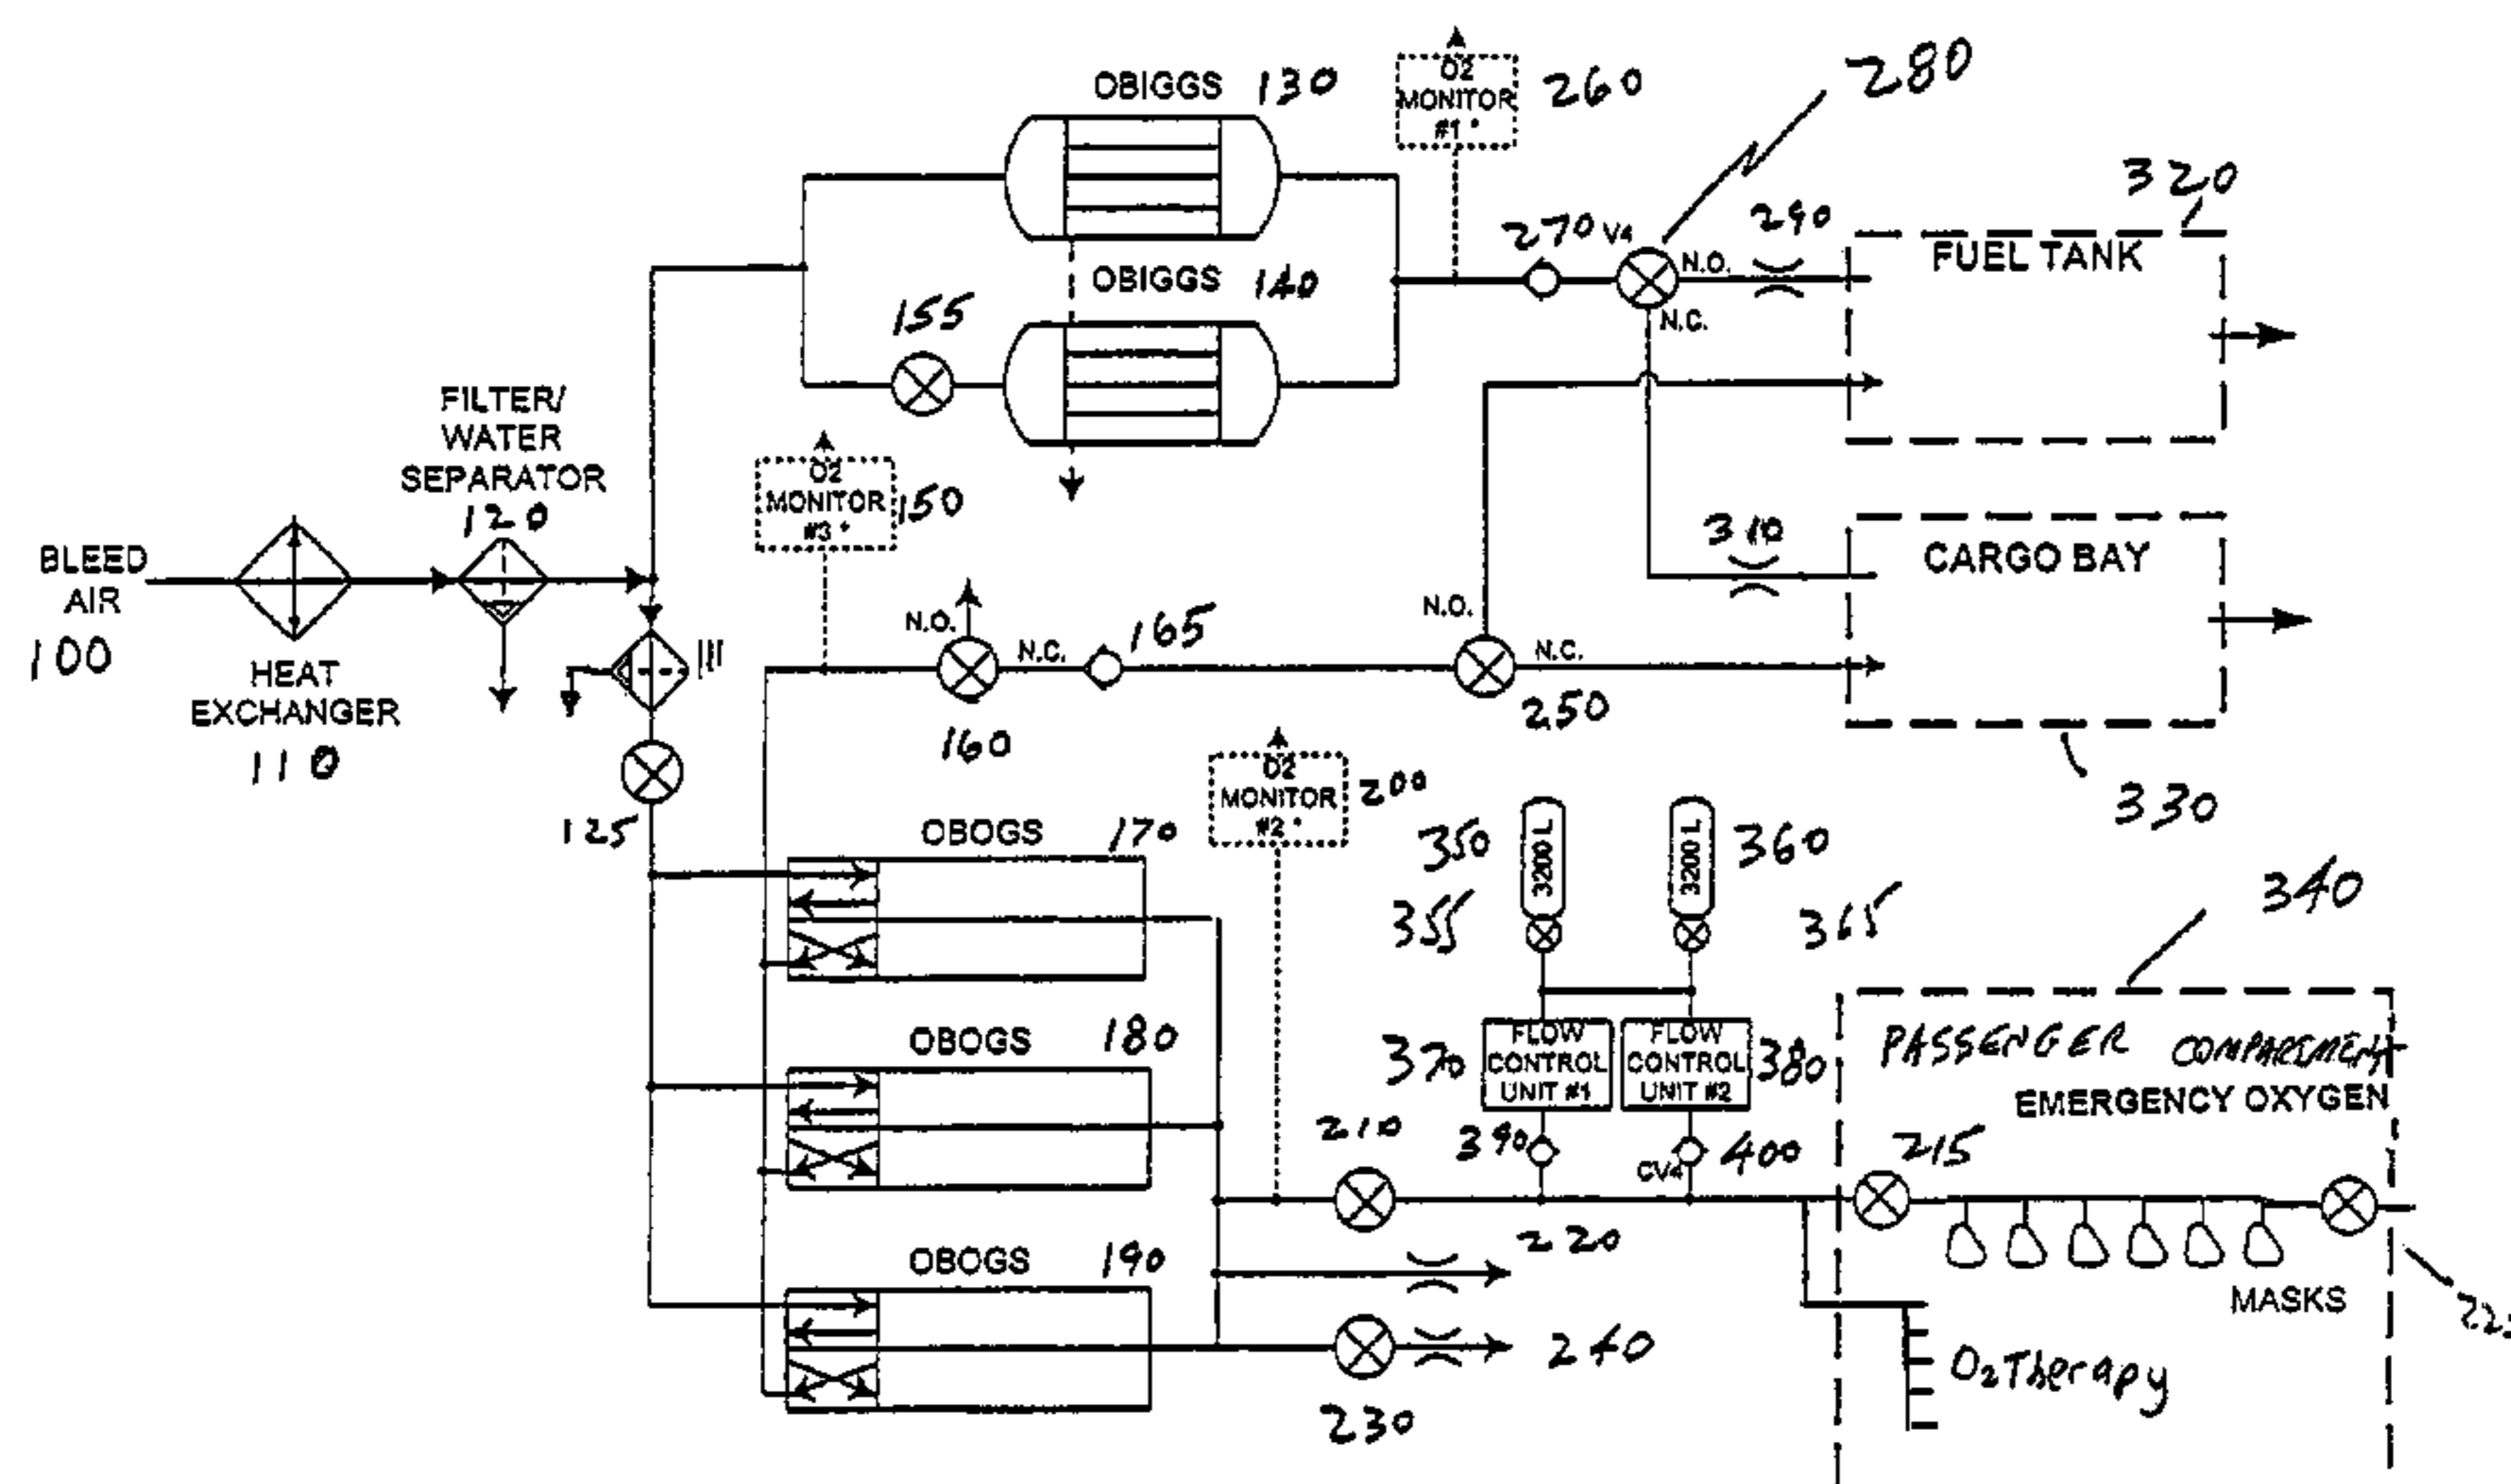 OBIGGS 130
O2
MONITOR
#1 *
260
280
320
FUEL TANK
270
V4
290
N.O.
N.C.
OBIGGS 140
155
FILTER/
WATER
SEPARATOR
120
O2
MONITOR
#3 *
150
BLEED
AIR
100
HEAT
EXCHANGER
110
N.O.
N.C.
165
160
310
CARGO BAY
N.O.
N.C.
250
330
125
OBOGS 170
O2
MONITOR
#2 *
200
350
3200 L
3200 L
360
355
365
340
OBOGS 180
370
FLOW
CONTROL
UNIT #1
FLOW
CONTROL
UNIT #2
380
PASSENGER COMPARTMENT
EMERGENCY OXYGEN
210
390
CV4
400
215
220
OBOGS 190
MASKS
240
230
O2 Therapy